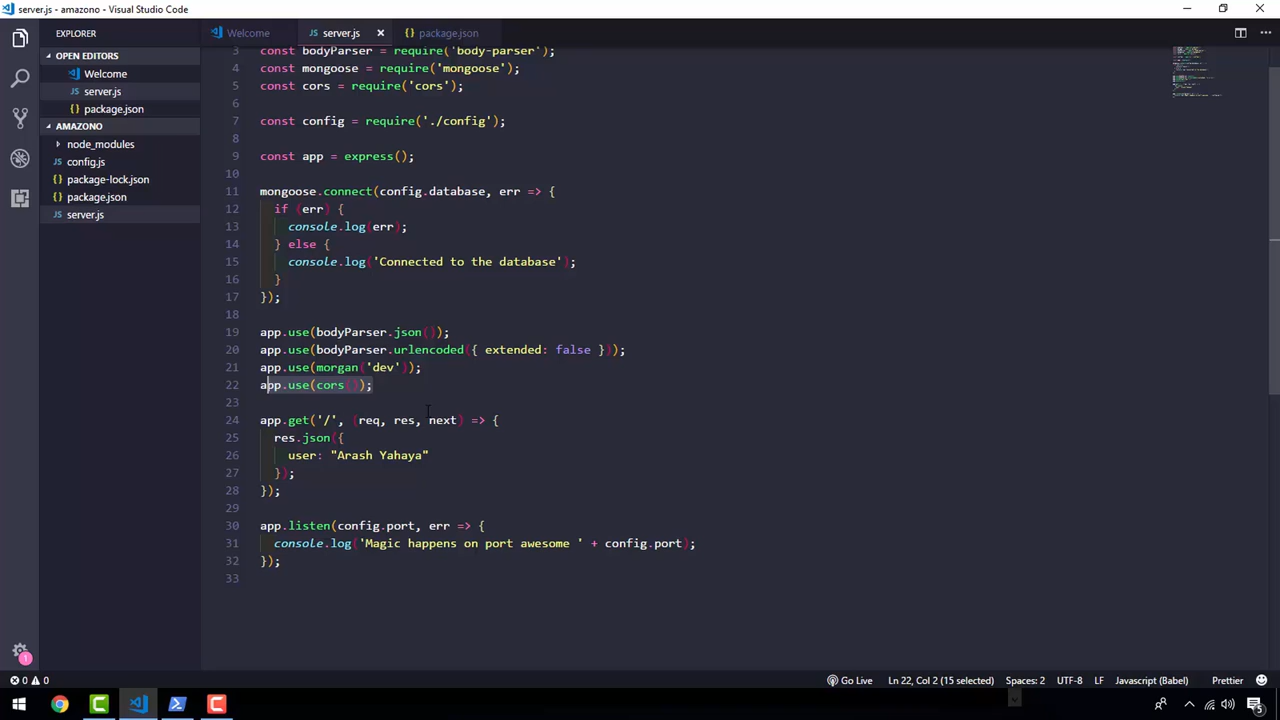 server.js - amazono - Visual Studio Code
EXPLORER
OPEN EDITORS
Welcome
JS server.js
{} package.json
AMAZONO
node_modules
JS config.js
{} package-lock.json
{} package.json
JS server.js
1
Welcome
JS server.js ×
{} package.json
3 const bodyParser = require('body-parser');
4 const mongoose = require('mongoose');
5 const cors = require('cors');
6
7 const config = require('./config');
8
9 const app = express();
10
11 mongoose.connect(config.database, err => {
12 if (err) {
13 console.log(err);
14 } else {
15 console.log('Connected to the database');
16 }
17 });
18
19 app.use(bodyParser.json());
20 app.use(bodyParser.urlencoded({ extended: false }));
21 app.use(morgan('dev'));
22 app.use(cors());
23
24 app.get('/', (req, res, next) => {
25 res.json({
26 user: "Arash Yahaya"
27 });
28 });
29
30 app.listen(config.port, err => {
31 console.log('Magic happens on port awesome ' + config.port);
32 });
33
0 0 Go Live Ln 22, Col 2 (15 selected) Spaces: 2 UTF-8 LF Javascript (Babel) Prettier
5